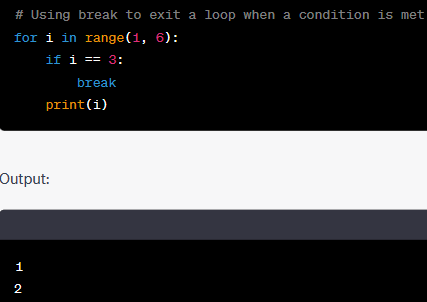 # Using break to exit a loop when a condition is met
for i in range(1, 6):
    if i == 3:
        break
    print(i)
Output:
1
2